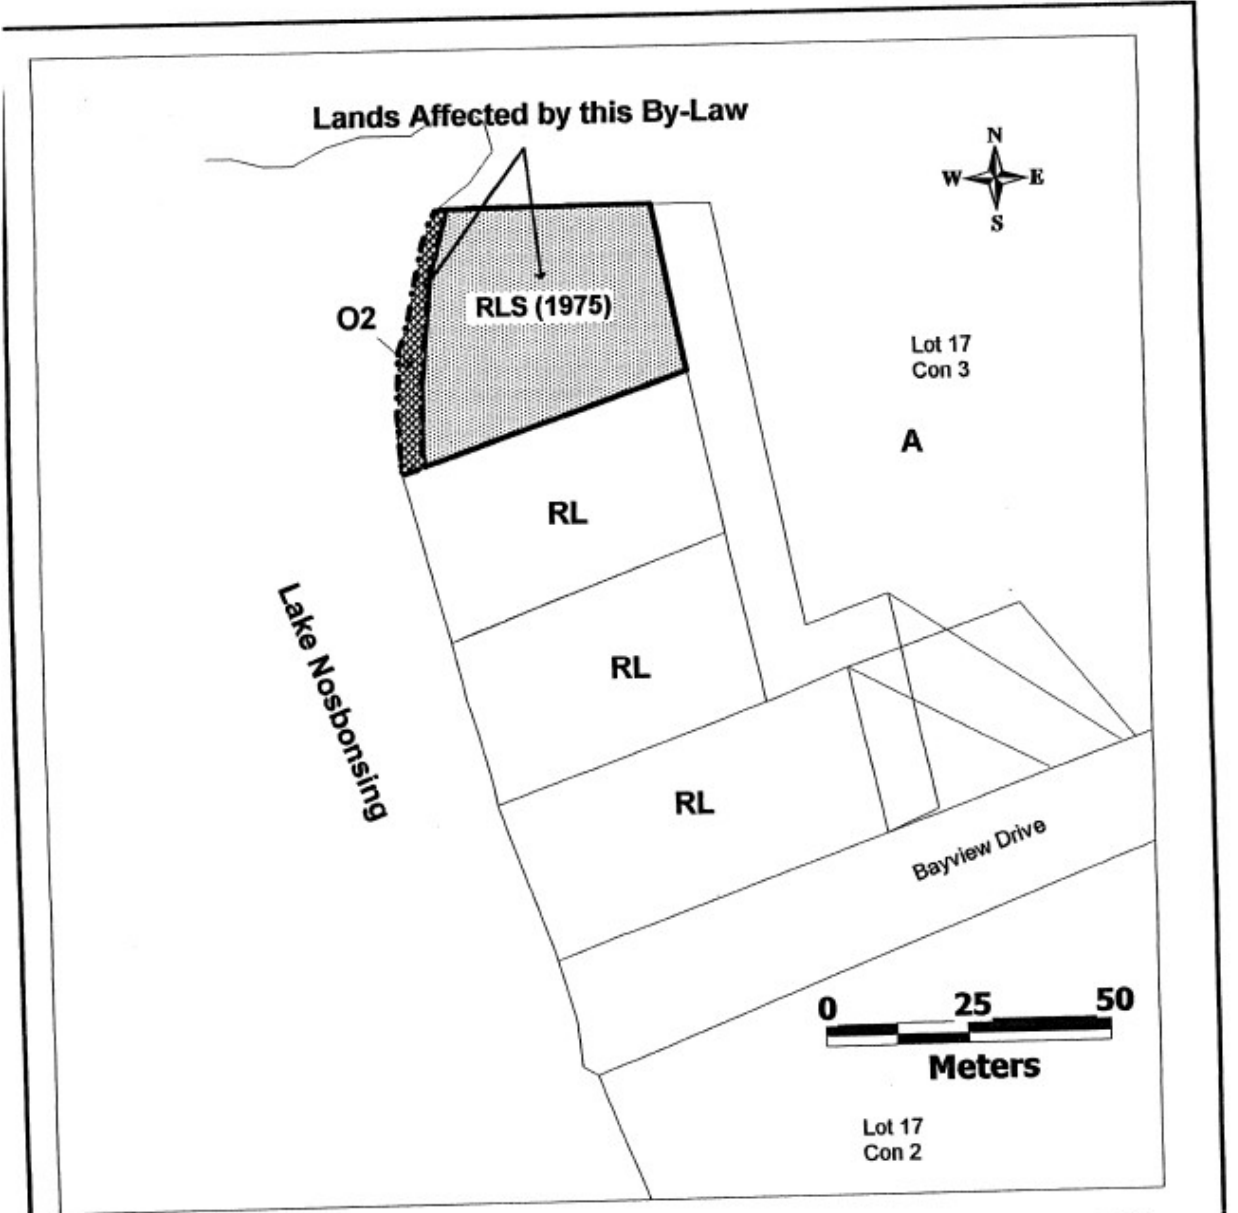 Lands Affected by this By-Law
N
W E
S
RLS (1975)
O2
Lot 17
Con 3
A
RL
Lake Nosbonsing
RL
RL
Bayview Drive
0 25 50
Meters
Lot 17
Con 2